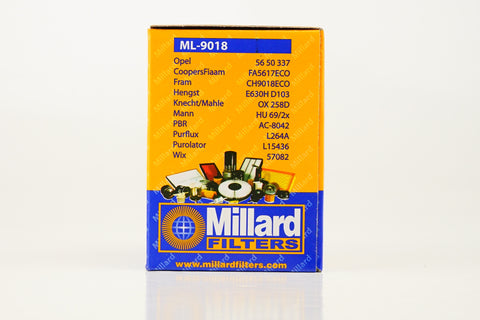 ML-9018
Opel 56 50 337
CoopersFiaam FA5617ECO
Fram CH9018ECO
Hengst E630H D103
Knecht/Mahle OX 258D
Mann HU 69/2x
PBR AC-8042
Purflux L264A
Purolator L15436
Wix 57082
Millard
FILTERS
www.millardfilters.com